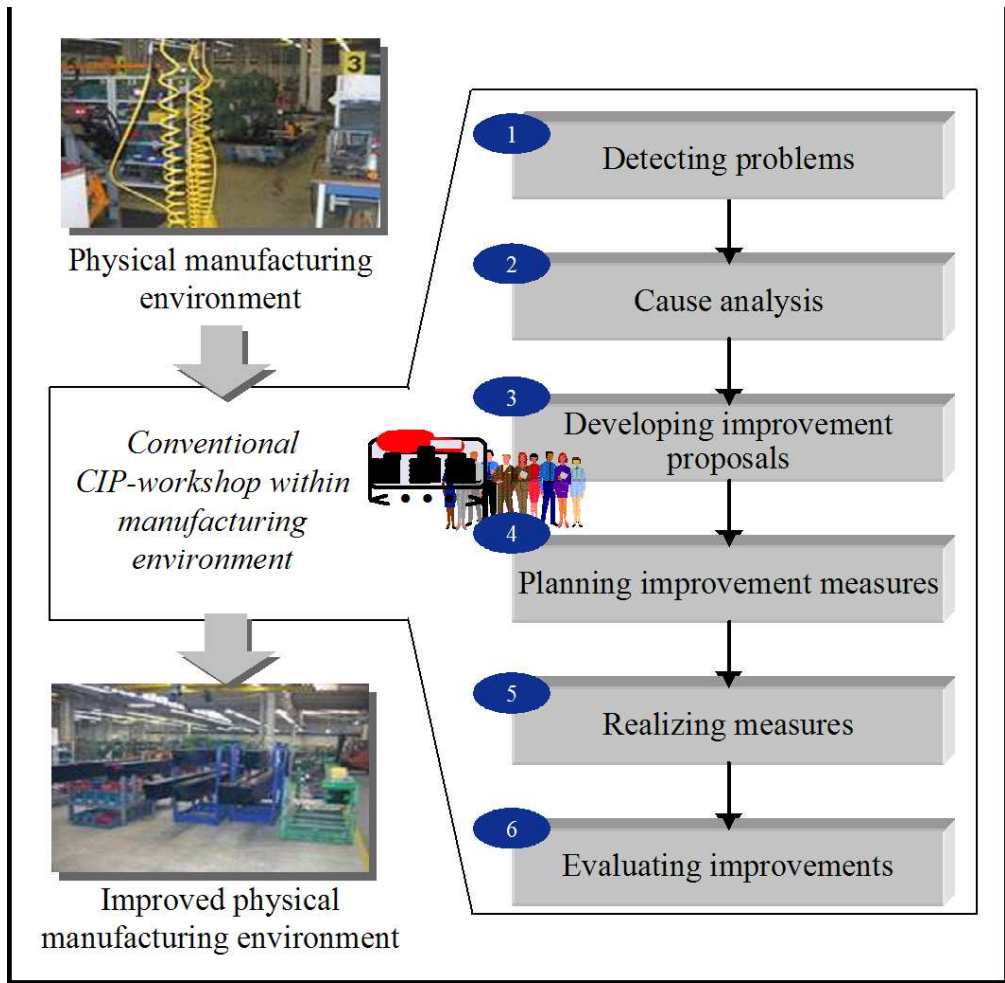 3
Physical manufacturing
environment
Conventional
CIP-workshop within
manufacturing
environment
Improved physical
manufacturing environment
1
Detecting problems
2
Cause analysis
3
Developing improvement
proposals
4
Planning improvement measures
5
Realizing measures
6
Evaluating improvements